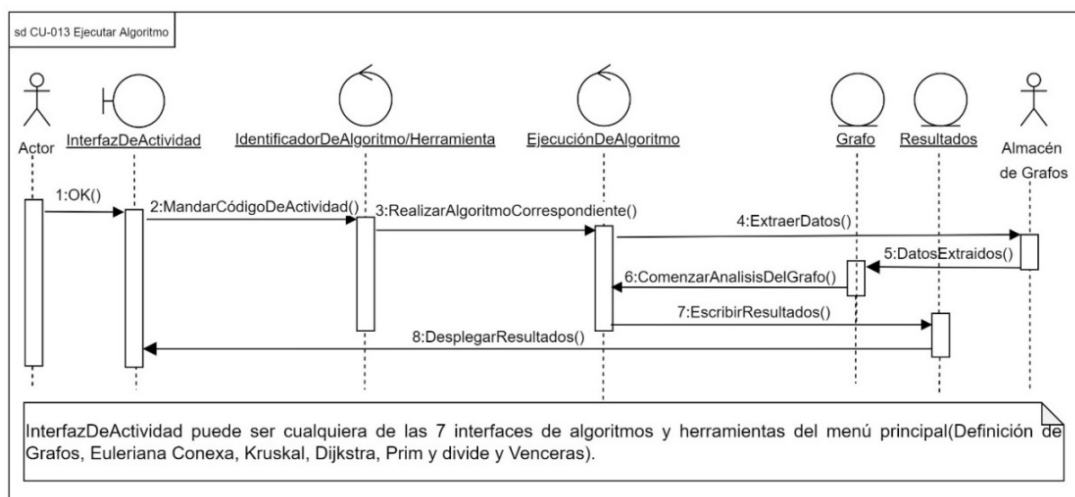 sd CU-013 Ejecutar Algoritmo
Actor
InterfazDeActividad
IdentificadorDeAlgoritmo/Herramienta
EjecuciónDeAlgoritmo
Grafo
Resultados
Almacén
de Grafos
1:OK()
2:MandarCódigoDeActividad()
3:RealizarAlgoritmoCorrespondiente()
4:ExtraerDatos()
5:DatosExtraidos()
6:ComenzarAnalisisDelGrafo()
7:EscribirResultados()
8:DesplegarResultados()
InterfazDeActividad puede ser cualquiera de las 7 interfaces de algoritmos y herramientas del menú principal(Definición de
Grafos, Euleriana Conexa, Kruskal, Dijkstra, Prim y divide y Venceras).